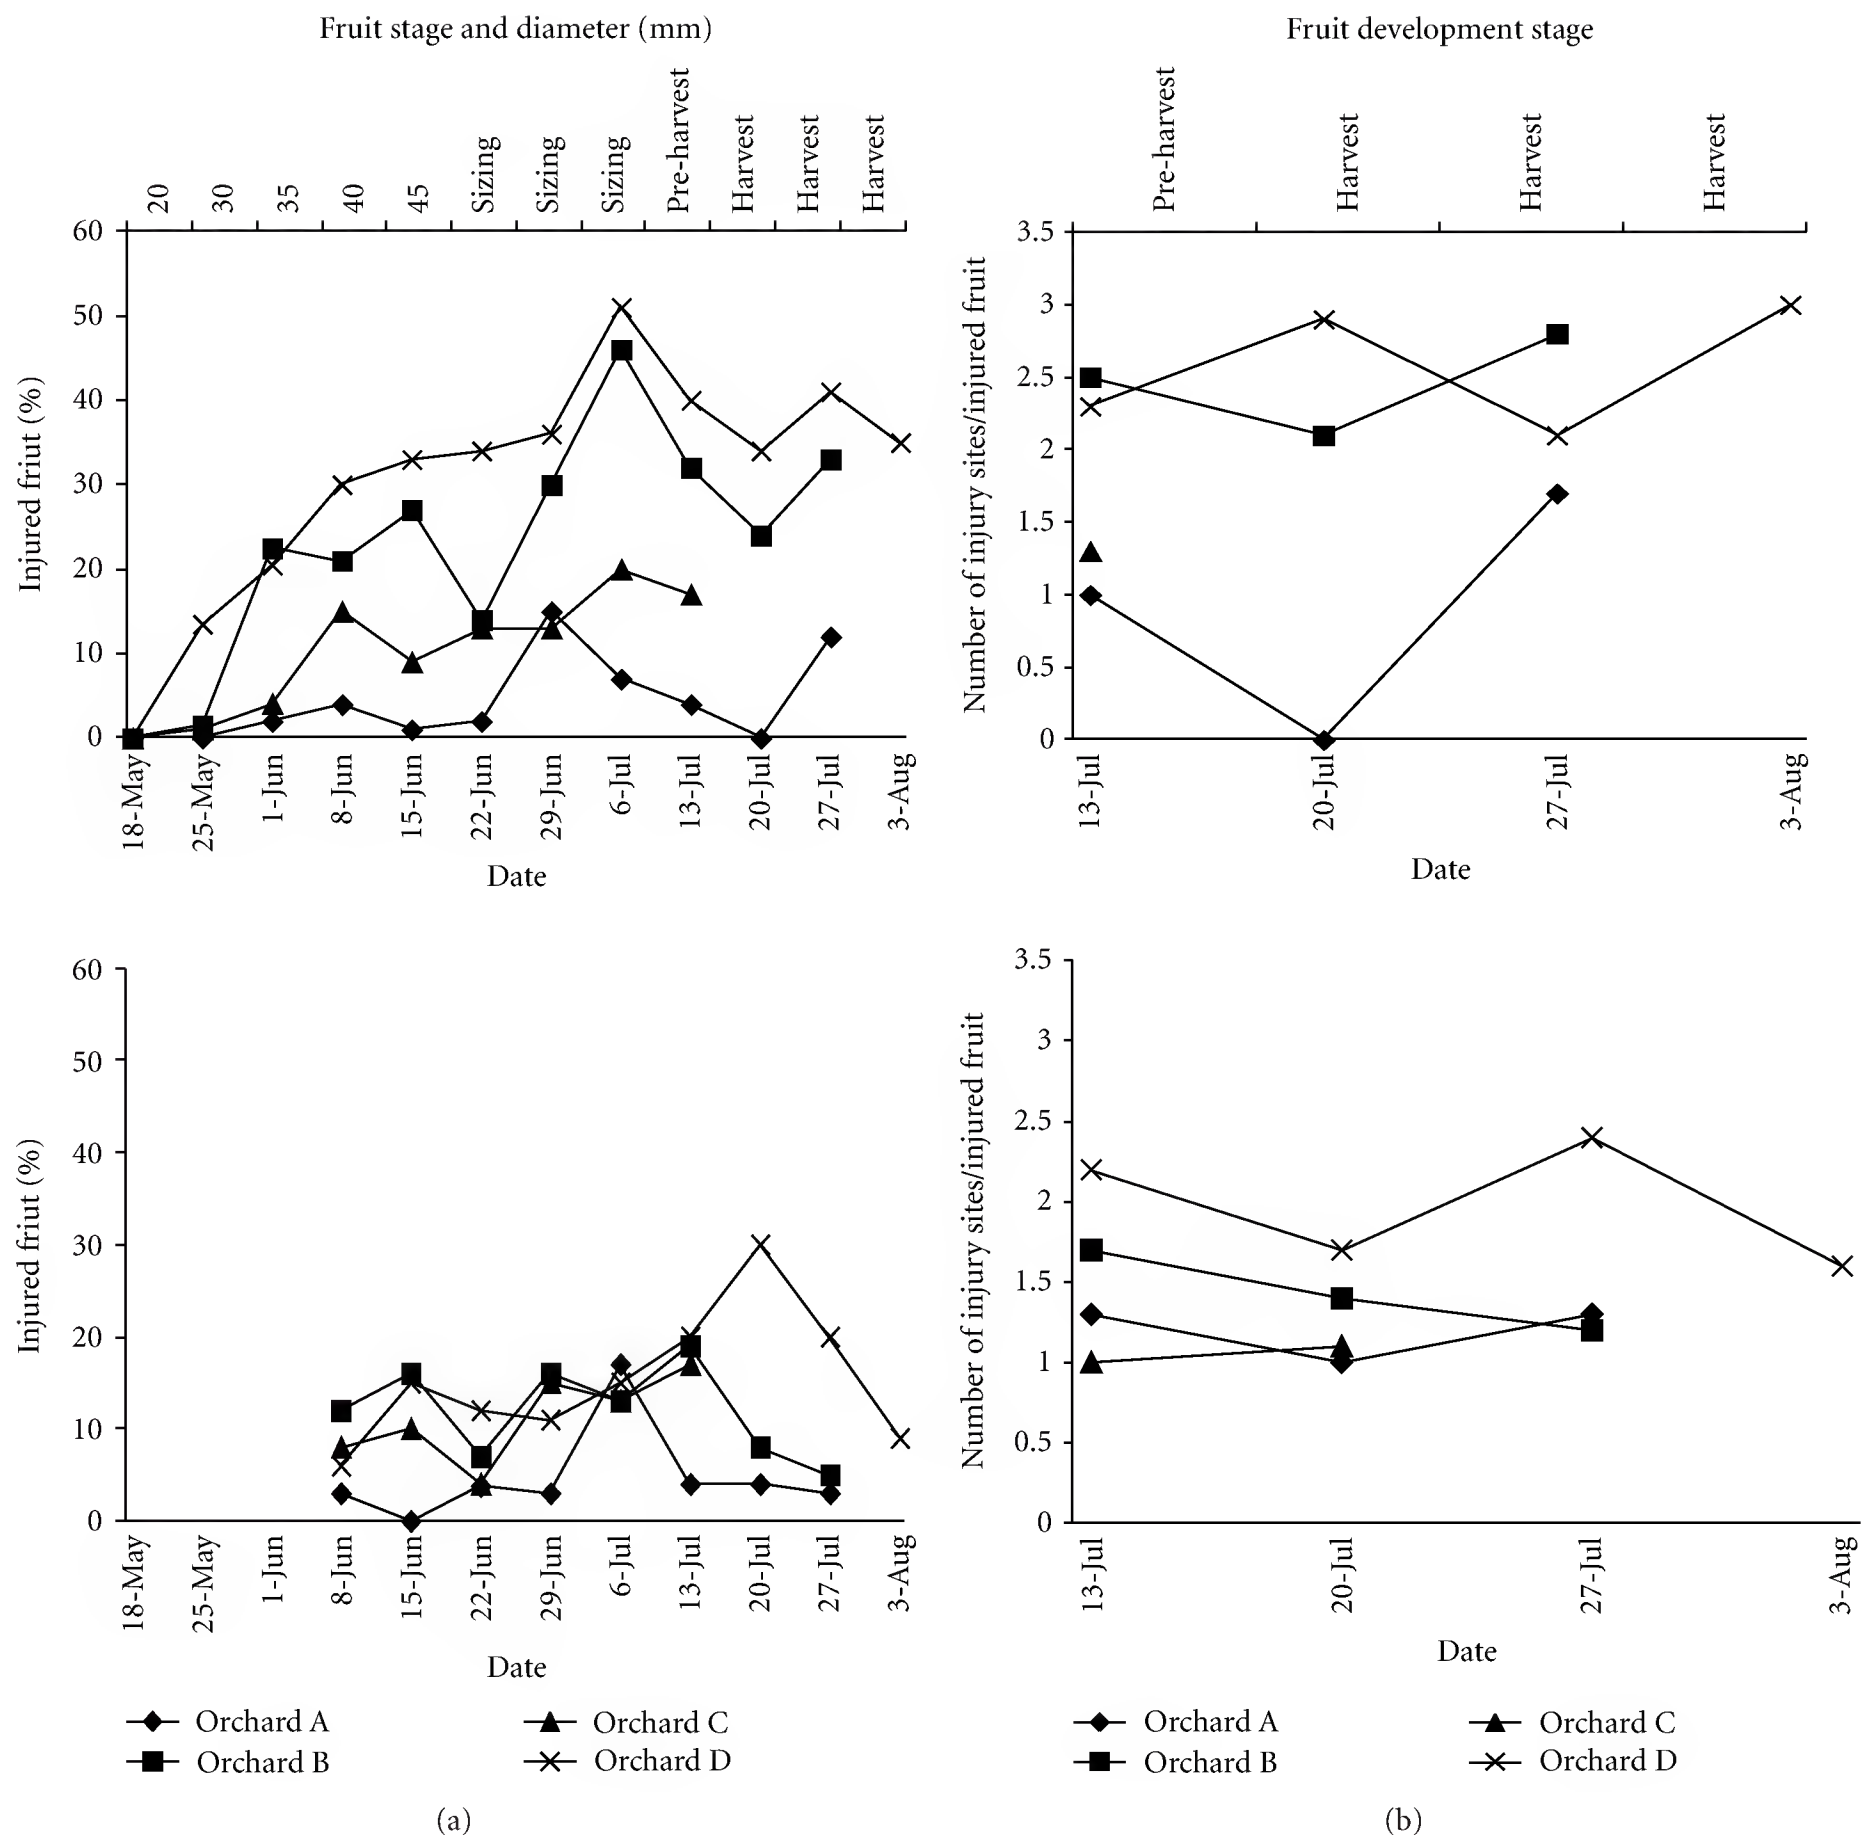 Fruit stage and diameter (mm)
20
30
35
40
45
Sizing
Sizing
Sizing
Pre-harvest
Harvest
Harvest
Harvest
60
50
40
30
20
10
0
Injured friut (%)
18-May
25-May
1-Jun
8-Jun
15-Jun
22-Jun
29-Jun
6-Jul
13-Jul
20-Jul
27-Jul
3-Aug
Date
Fruit development stage
Pre-harvest
Harvest
Harvest
Harvest
3.5
3
2.5
2
1.5
1
0.5
0
Number of injury sites/injured fruit
13-Jul
20-Jul
27-Jul
3-Aug
Date
60
50
40
30
20
10
0
Injured friut (%)
18-May
25-May
1-Jun
8-Jun
15-Jun
22-Jun
29-Jun
6-Jul
13-Jul
20-Jul
27-Jul
3-Aug
Date
Orchard A
Orchard B
Orchard C
Orchard D
(a)
3.5
3
2.5
2
1.5
1
0.5
0
Number of injury sites/injured fruit
13-Jul
20-Jul
27-Jul
3-Aug
Date
Orchard A
Orchard B
Orchard C
Orchard D
(b)